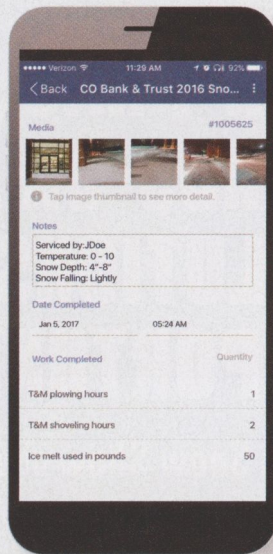 Verizon 11:29 AM 92%
Back CO Bank & Trust 2016 Sno...
Media #1005625
Tap image thumbnail to see more detail.
Notes
Serviced by:JDoe
Temperature: 0 - 10
Snow Depth: 4"-8"
Snow Falling: Lightly
Date Completed
Jan 5, 2017 05:24 AM
Work Completed Quantity
T&M plowing hours 1
T&M shoveling hours 2
Ice melt used in pounds 50